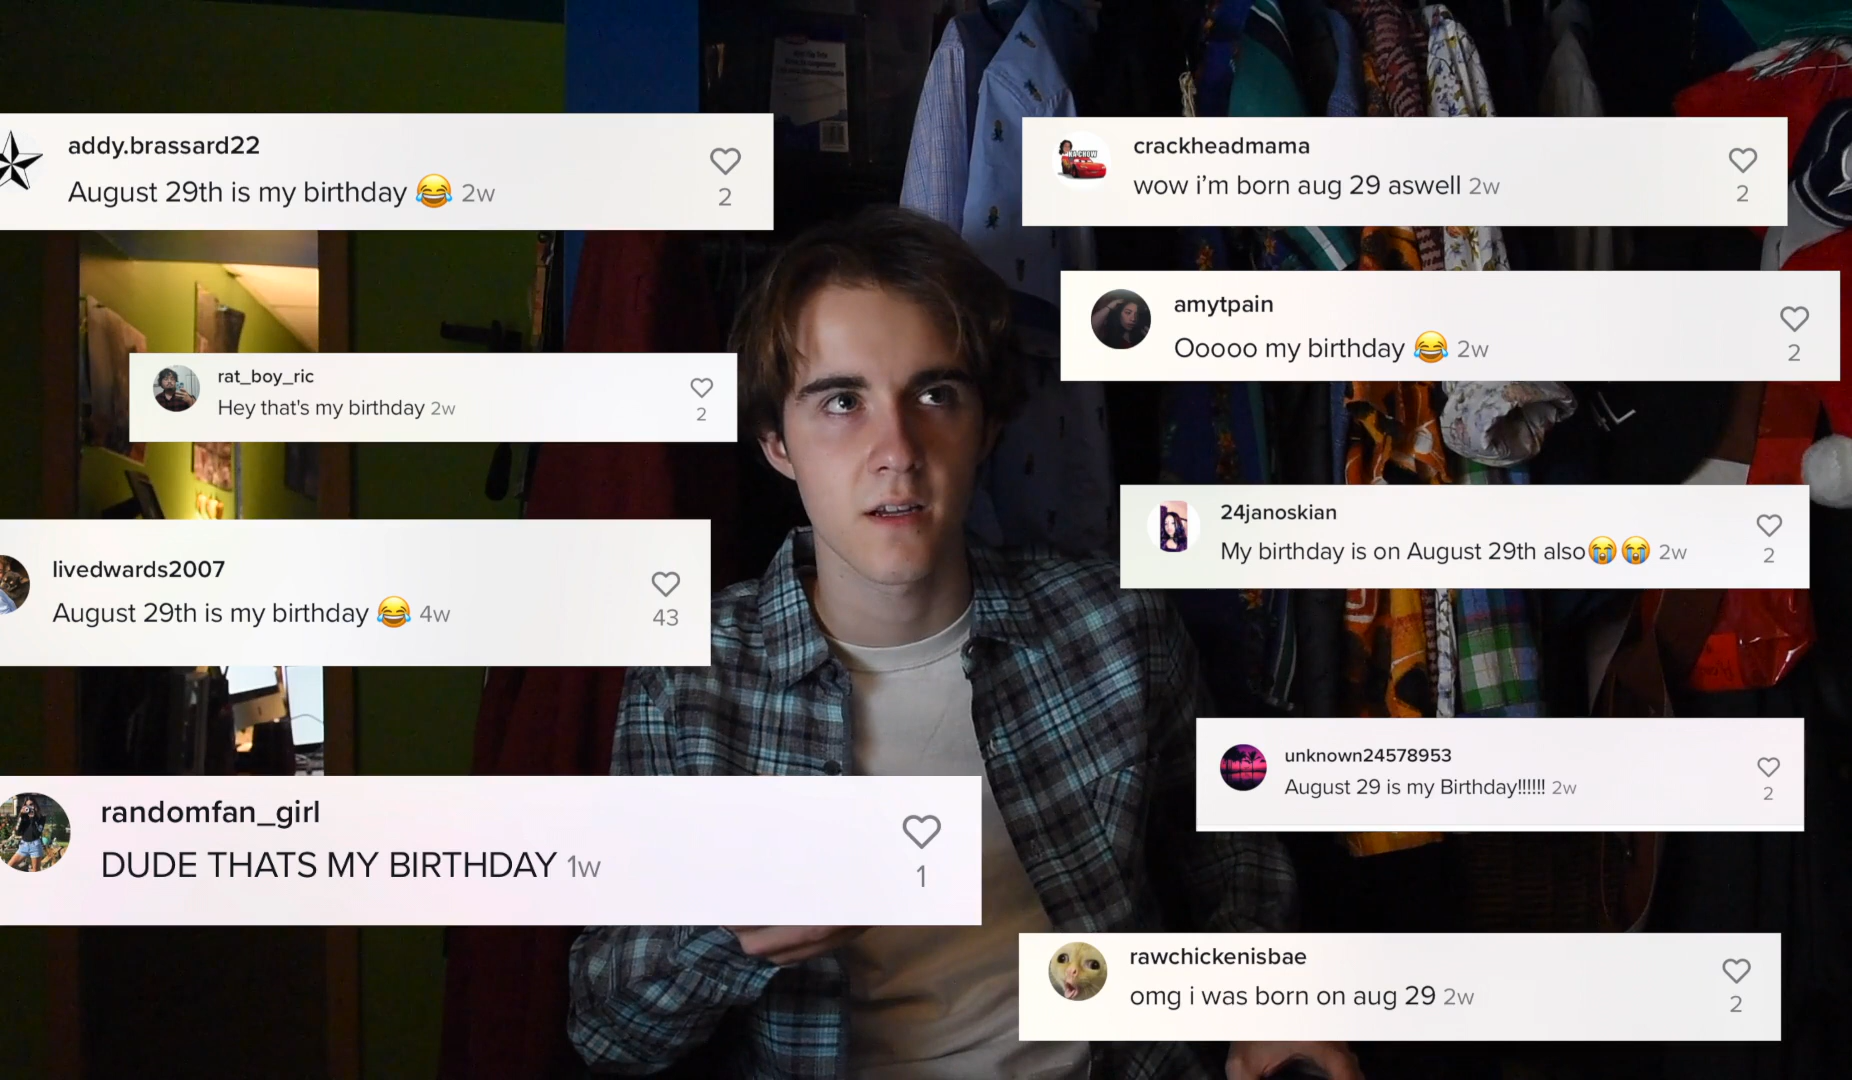 addy.brassard22
August 29th is my birthday 😂 2w
2
rat_boy_ric
Hey that's my birthday 2w
2
livedwards2007
August 29th is my birthday 😂 4w
43
randomfan_girl
DUDE THATS MY BIRTHDAY 1w
1
crackheadmama
wow i’m born aug 29 aswell 2w
2
amytpain
Ooooo my birthday 😂 2w
2
24janoskian
My birthday is on August 29th also😭😭 2w
2
unknown24578953
August 29 is my Birthday!!!!!! 2w
2
rawchickenisbae
omg i was born on aug 29 2w
2